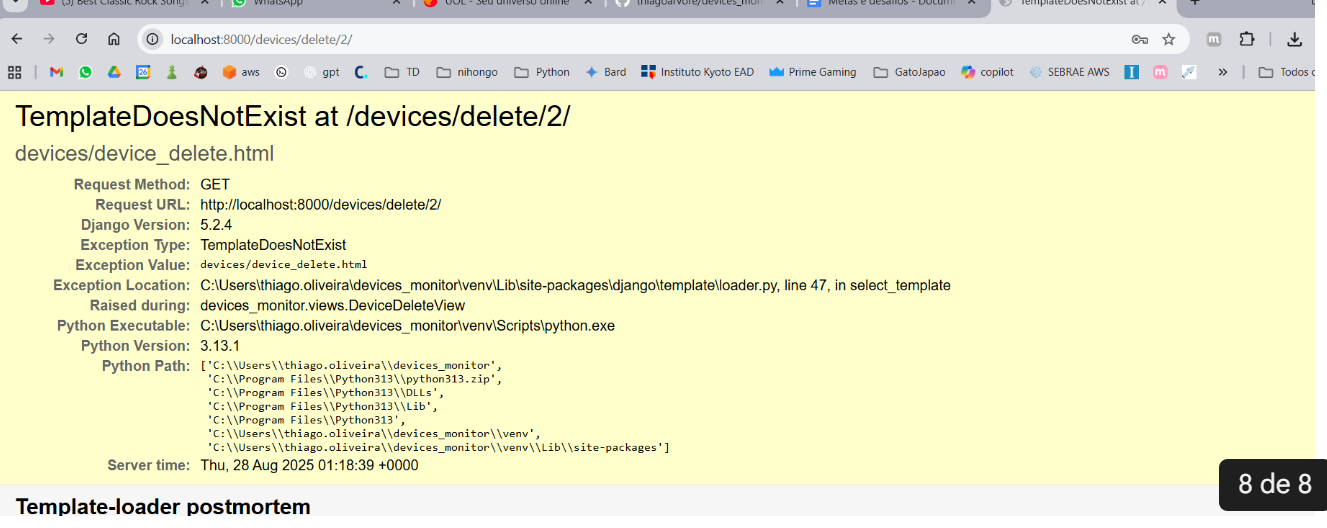 (5) Best Classic Rock Songs
WhatsApp
UOL - Seu universo online
thiagoarvore/devices_mon
Metas e desafios - Docum
TemplateDoesNotExist at /
localhost:8000/devices/delete/2/
aws
gpt
TD
nihongo
Python
Bard
Instituto Kyoto EAD
Prime Gaming
GatoJapao
copilot
SEBRAE AWS
Todos o
TemplateDoesNotExist at /devices/delete/2/
devices/device_delete.html
Request Method: GET
Request URL: http://localhost:8000/devices/delete/2/
Django Version: 5.2.4
Exception Type: TemplateDoesNotExist
Exception Value: devices/device_delete.html
Exception Location: C:\Users\thiago.oliveira\devices_monitor\venv\Lib\site-packages\django\template\loader.py, line 47, in select_template
Raised during: devices_monitor.views.DeviceDeleteView
Python Executable: C:\Users\thiago.oliveira\devices_monitor\venv\Scripts\python.exe
Python Version: 3.13.1
Python Path: ['C:\\Users\\thiago.oliveira\\devices_monitor',
'C:\\Program Files\\Python313\\python313.zip',
'C:\\Program Files\\Python313\\DLLs',
'C:\\Program Files\\Python313\\Lib',
'C:\\Program Files\\Python313',
'C:\\Users\\thiago.oliveira\\devices_monitor\\venv',
'C:\\Users\\thiago.oliveira\\devices_monitor\\venv\\Lib\\site-packages']
Server time: Thu, 28 Aug 2025 01:18:39 +0000
8 de 8
Template-loader postmortem